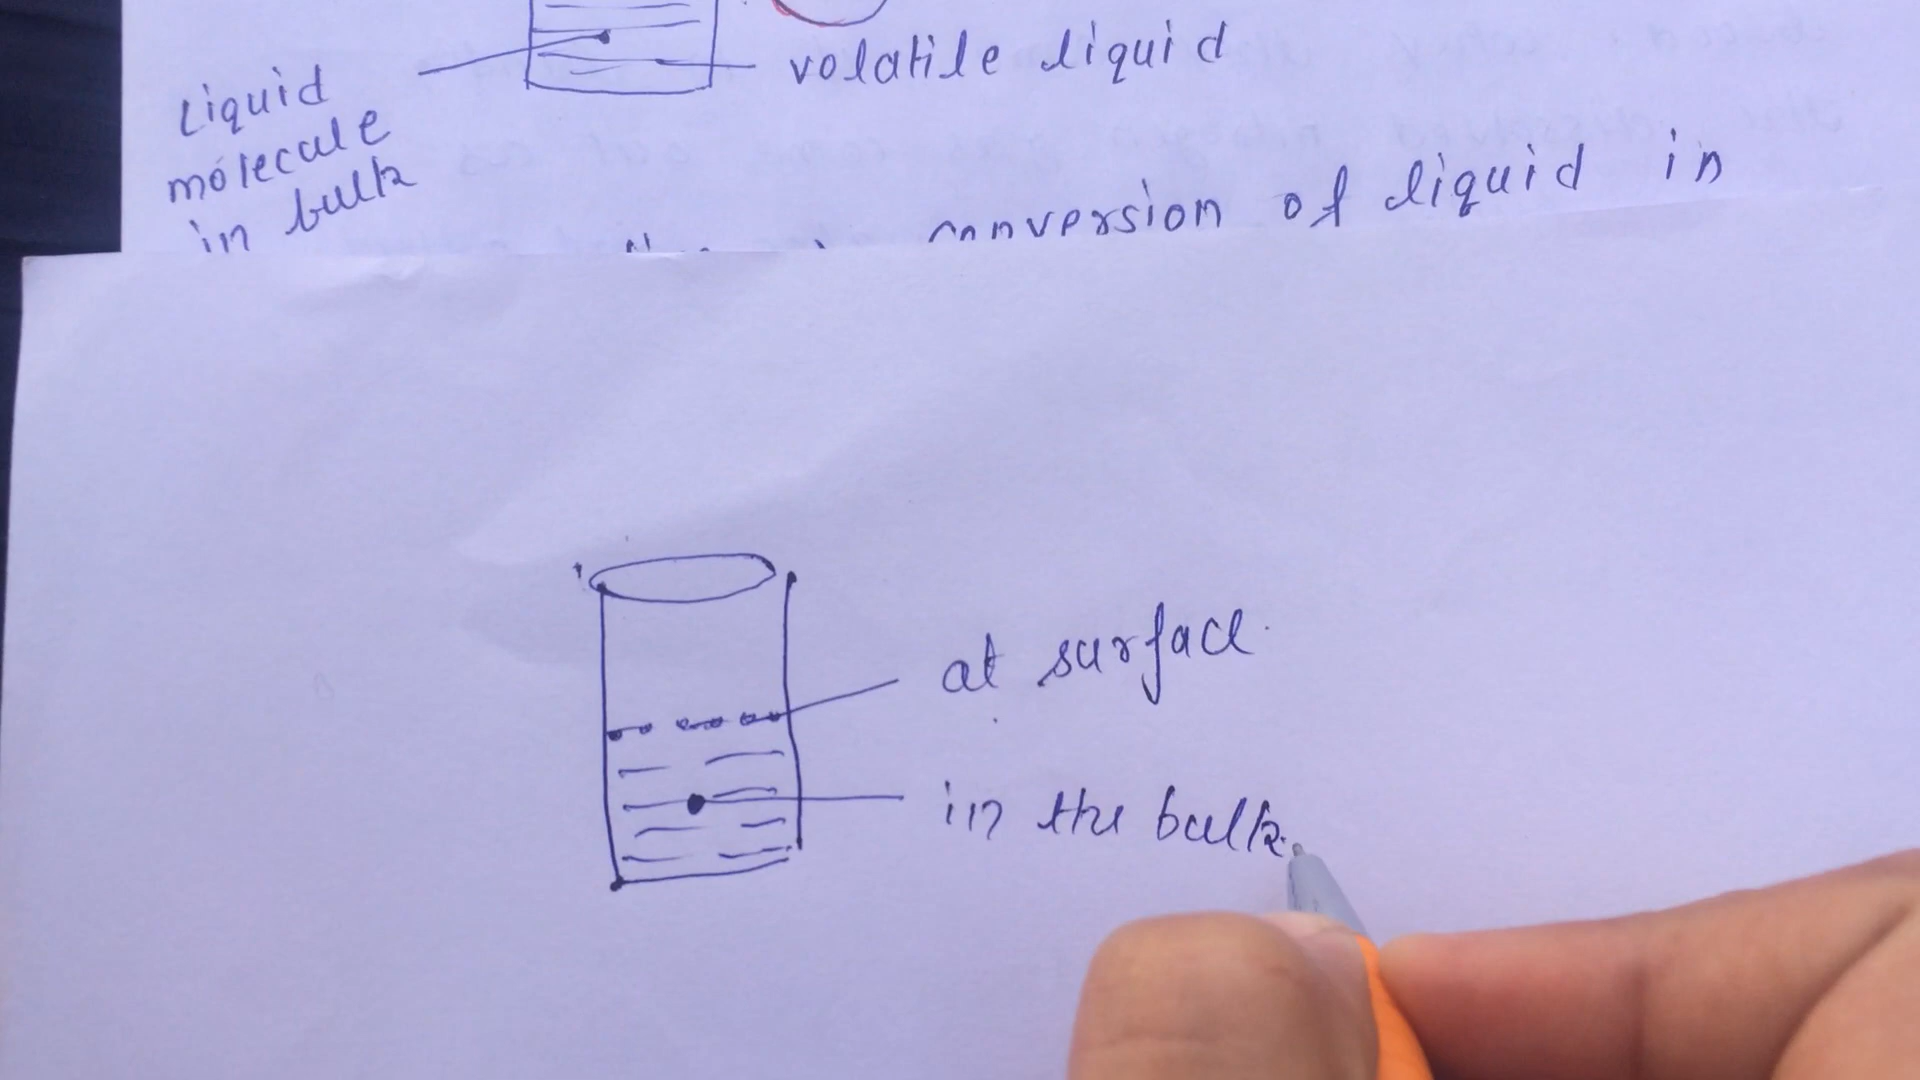 volatile liquid
Liquid
molecule
in bulk
conversion of liquid in
at surface.
in the bulk.